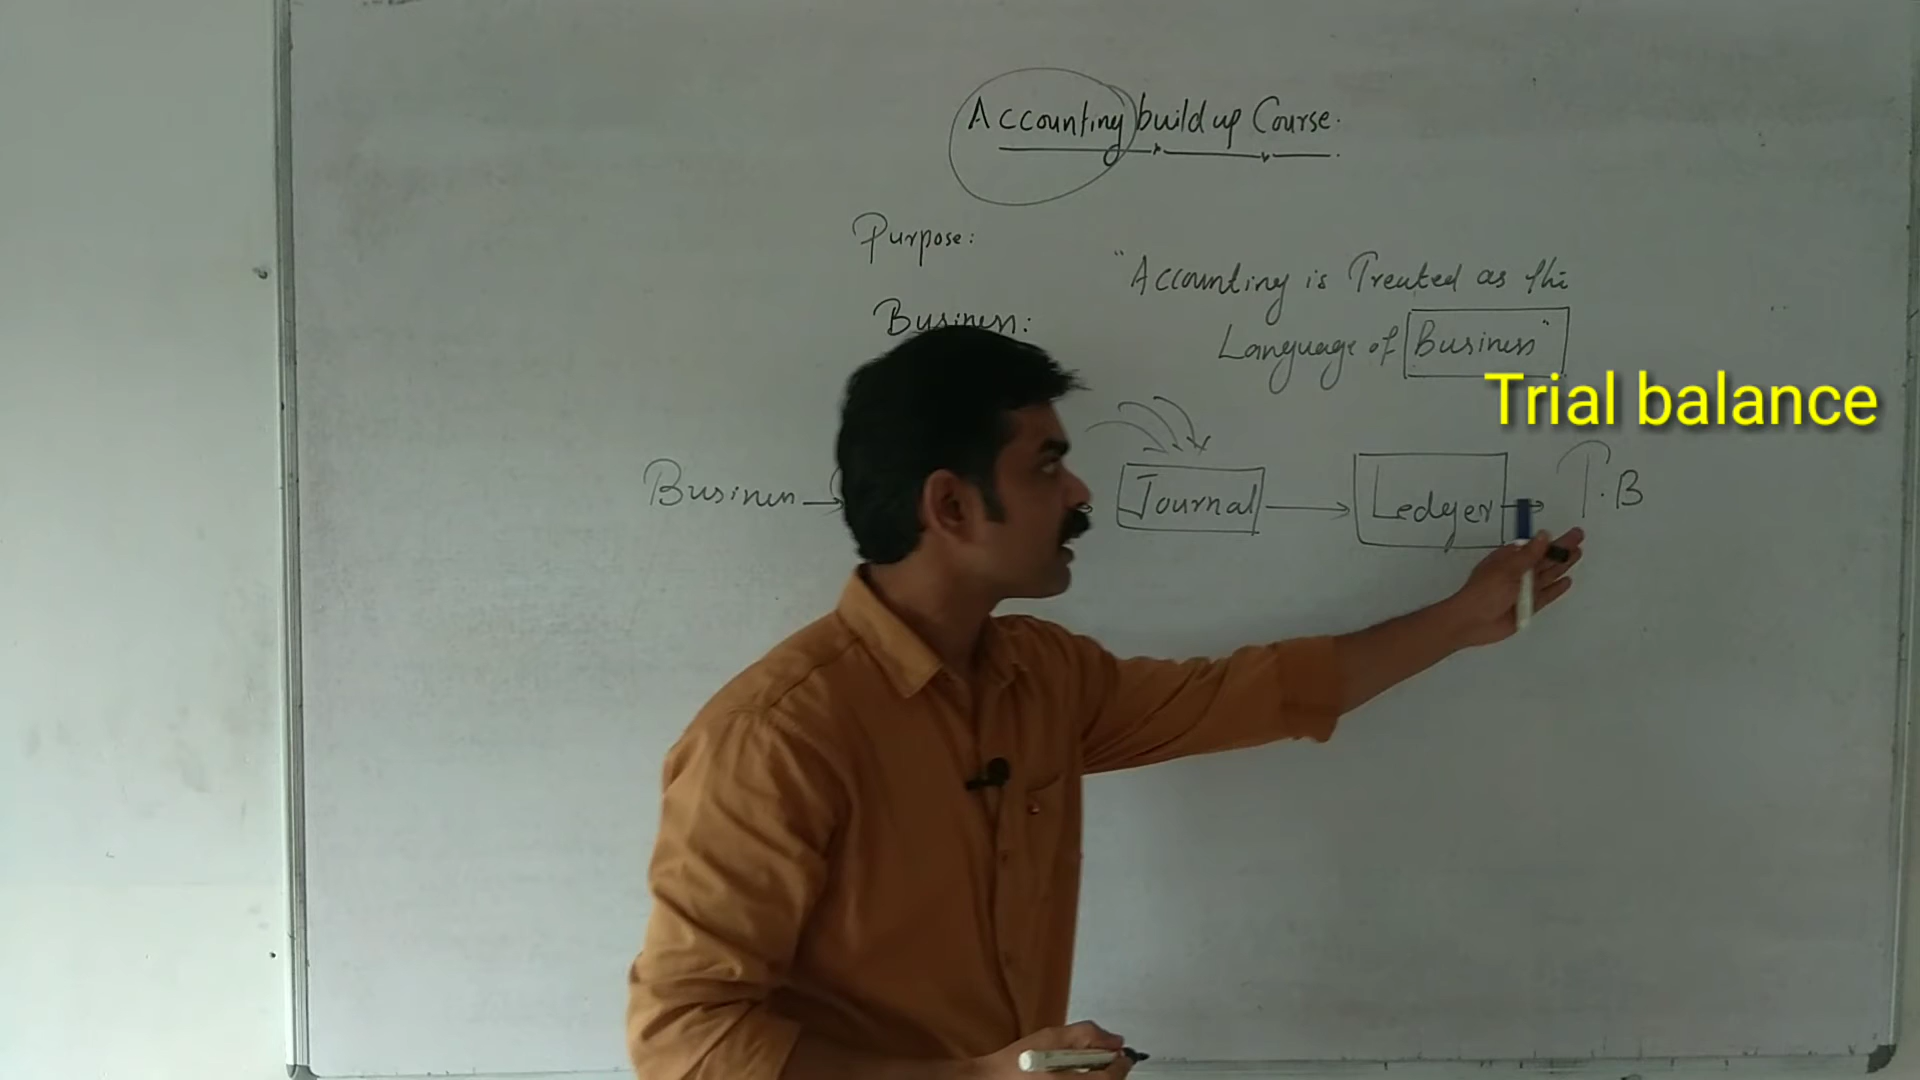 Accounting build up Course.
Purpose:
"Accounting is Treated as the
Business:
Language of Business"
Trial balance
Business
Journal
Ledger
T.B